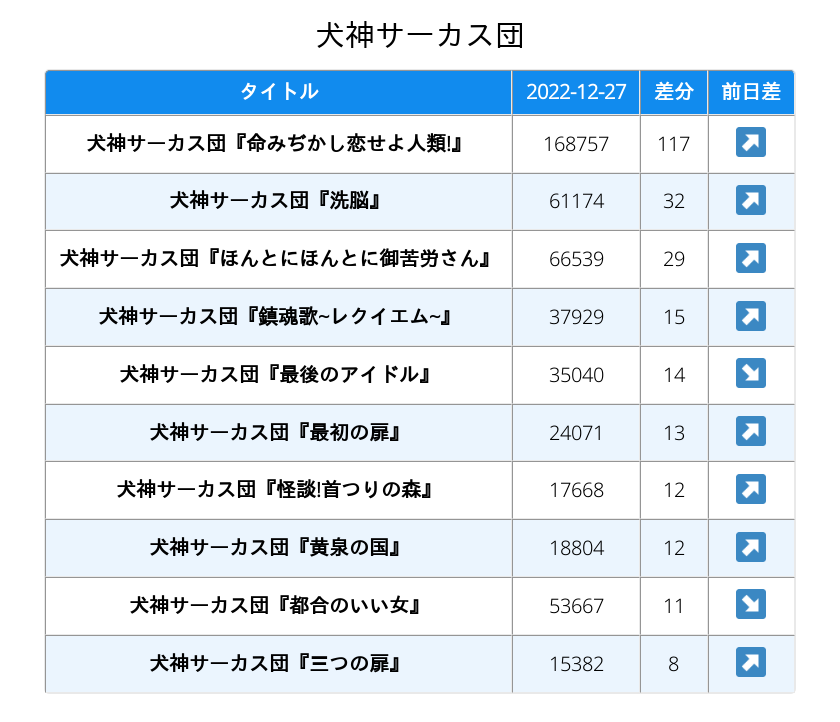 犬神サーカス団
タイトル 2022-12-27 差分 前日差
犬神サーカス団『命みぢかし恋せよ人類!』 168757 117
犬神サーカス団『洗脳』 61174 32
犬神サーカス団『ほんとにほんとに御苦労さん』 66539 29
犬神サーカス団『鎮魂歌~レクイエム~』 37929 15
犬神サーカス団『最後のアイドル』 35040 14
犬神サーカス団『最初の扉』 24071 13
犬神サーカス団『怪談!首つりの森』 17668 12
犬神サーカス団『黄泉の国』 18804 12
犬神サーカス団『都合のいい女』 53667 11
犬神サーカス団『三つの扉』 15382 8